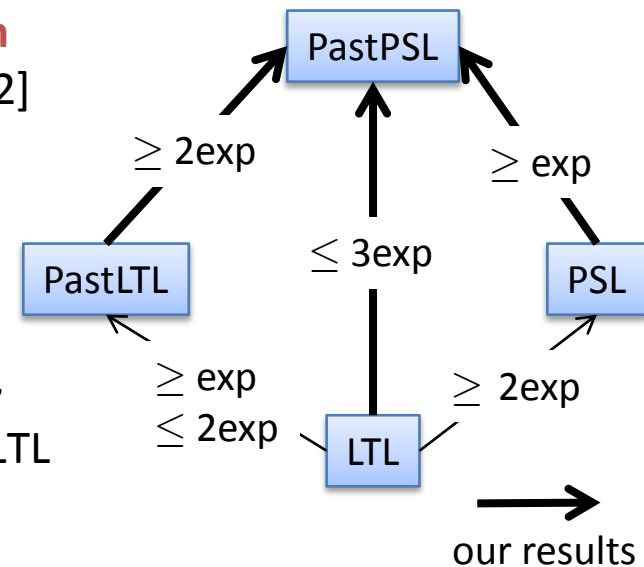 n
2]
PastPSL
≥ 2exp
≥ exp
≤ 3exp
PastLTL
PSL
≥ exp
≤ 2exp
≥ 2exp
LTL
LTL
our results